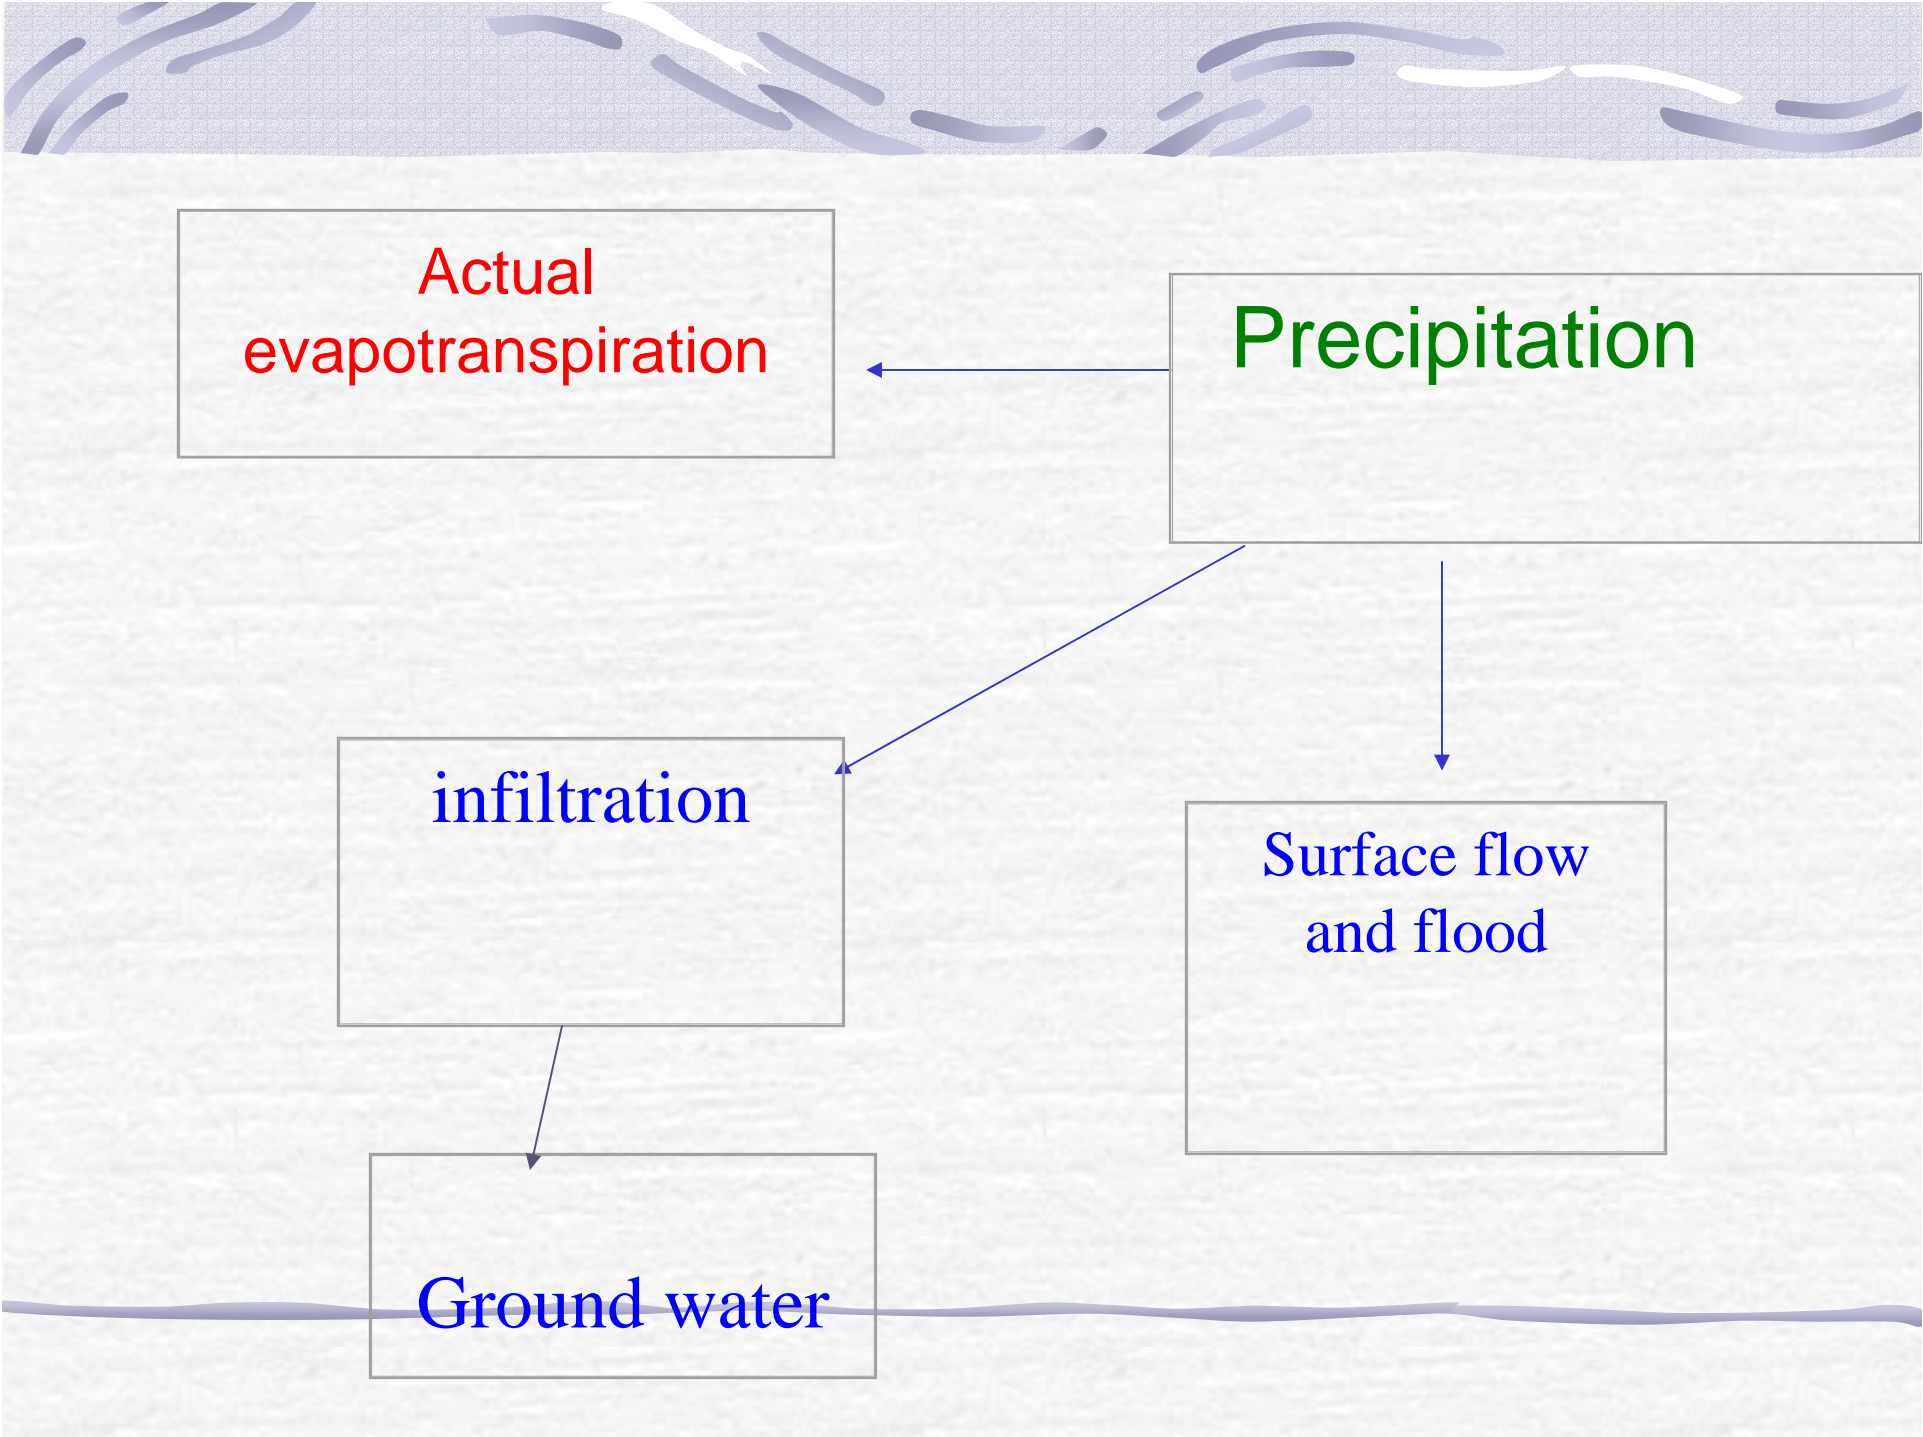 Actual
evapotranspiration
Precipitation
infiltration
Surface flow
and flood
Ground water